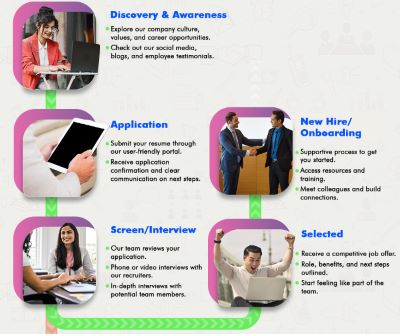 Discovery & Awareness
Explore our company culture,
values, and career opportunities.
Check out our social media,
blogs, and employee testimonials.
Application
Submit your resume through
our user-friendly portal.
Receive application
confirmation and clear
communication on next steps.
Screen/Interview
Our team reviews your
application.
Phone or video interviews with
our recruiters.
In-depth interviews with
potential team members.
Selected
Receive a competitive job offer.
Role, benefits, and next steps
outlined.
Start feeling like part of the
team.
New Hire/
Onboarding
Supportive process to get
you started.
Access resources and
training.
Meet colleagues and build
connections.